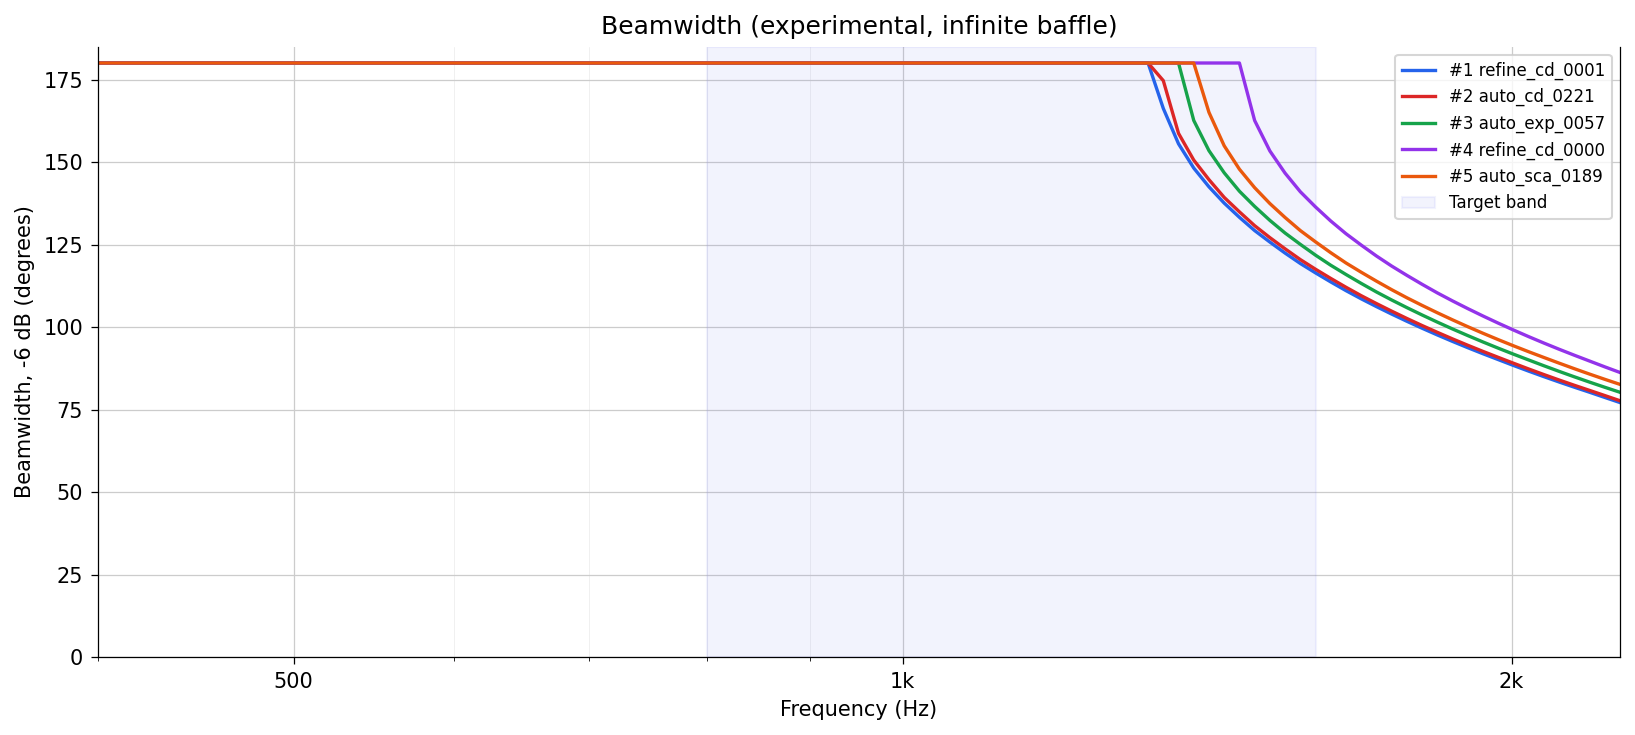 Beamwidth (experimental, infinite baffle)
Beamwidth, -6 dB (degrees)
175
150
125
100
75
50
25
0
500
1k
2k
Frequency (Hz)
#1 refine_cd_0001
#2 auto_cd_0221
#3 auto_exp_0057
#4 refine_cd_0000
#5 auto_sca_0189
Target band